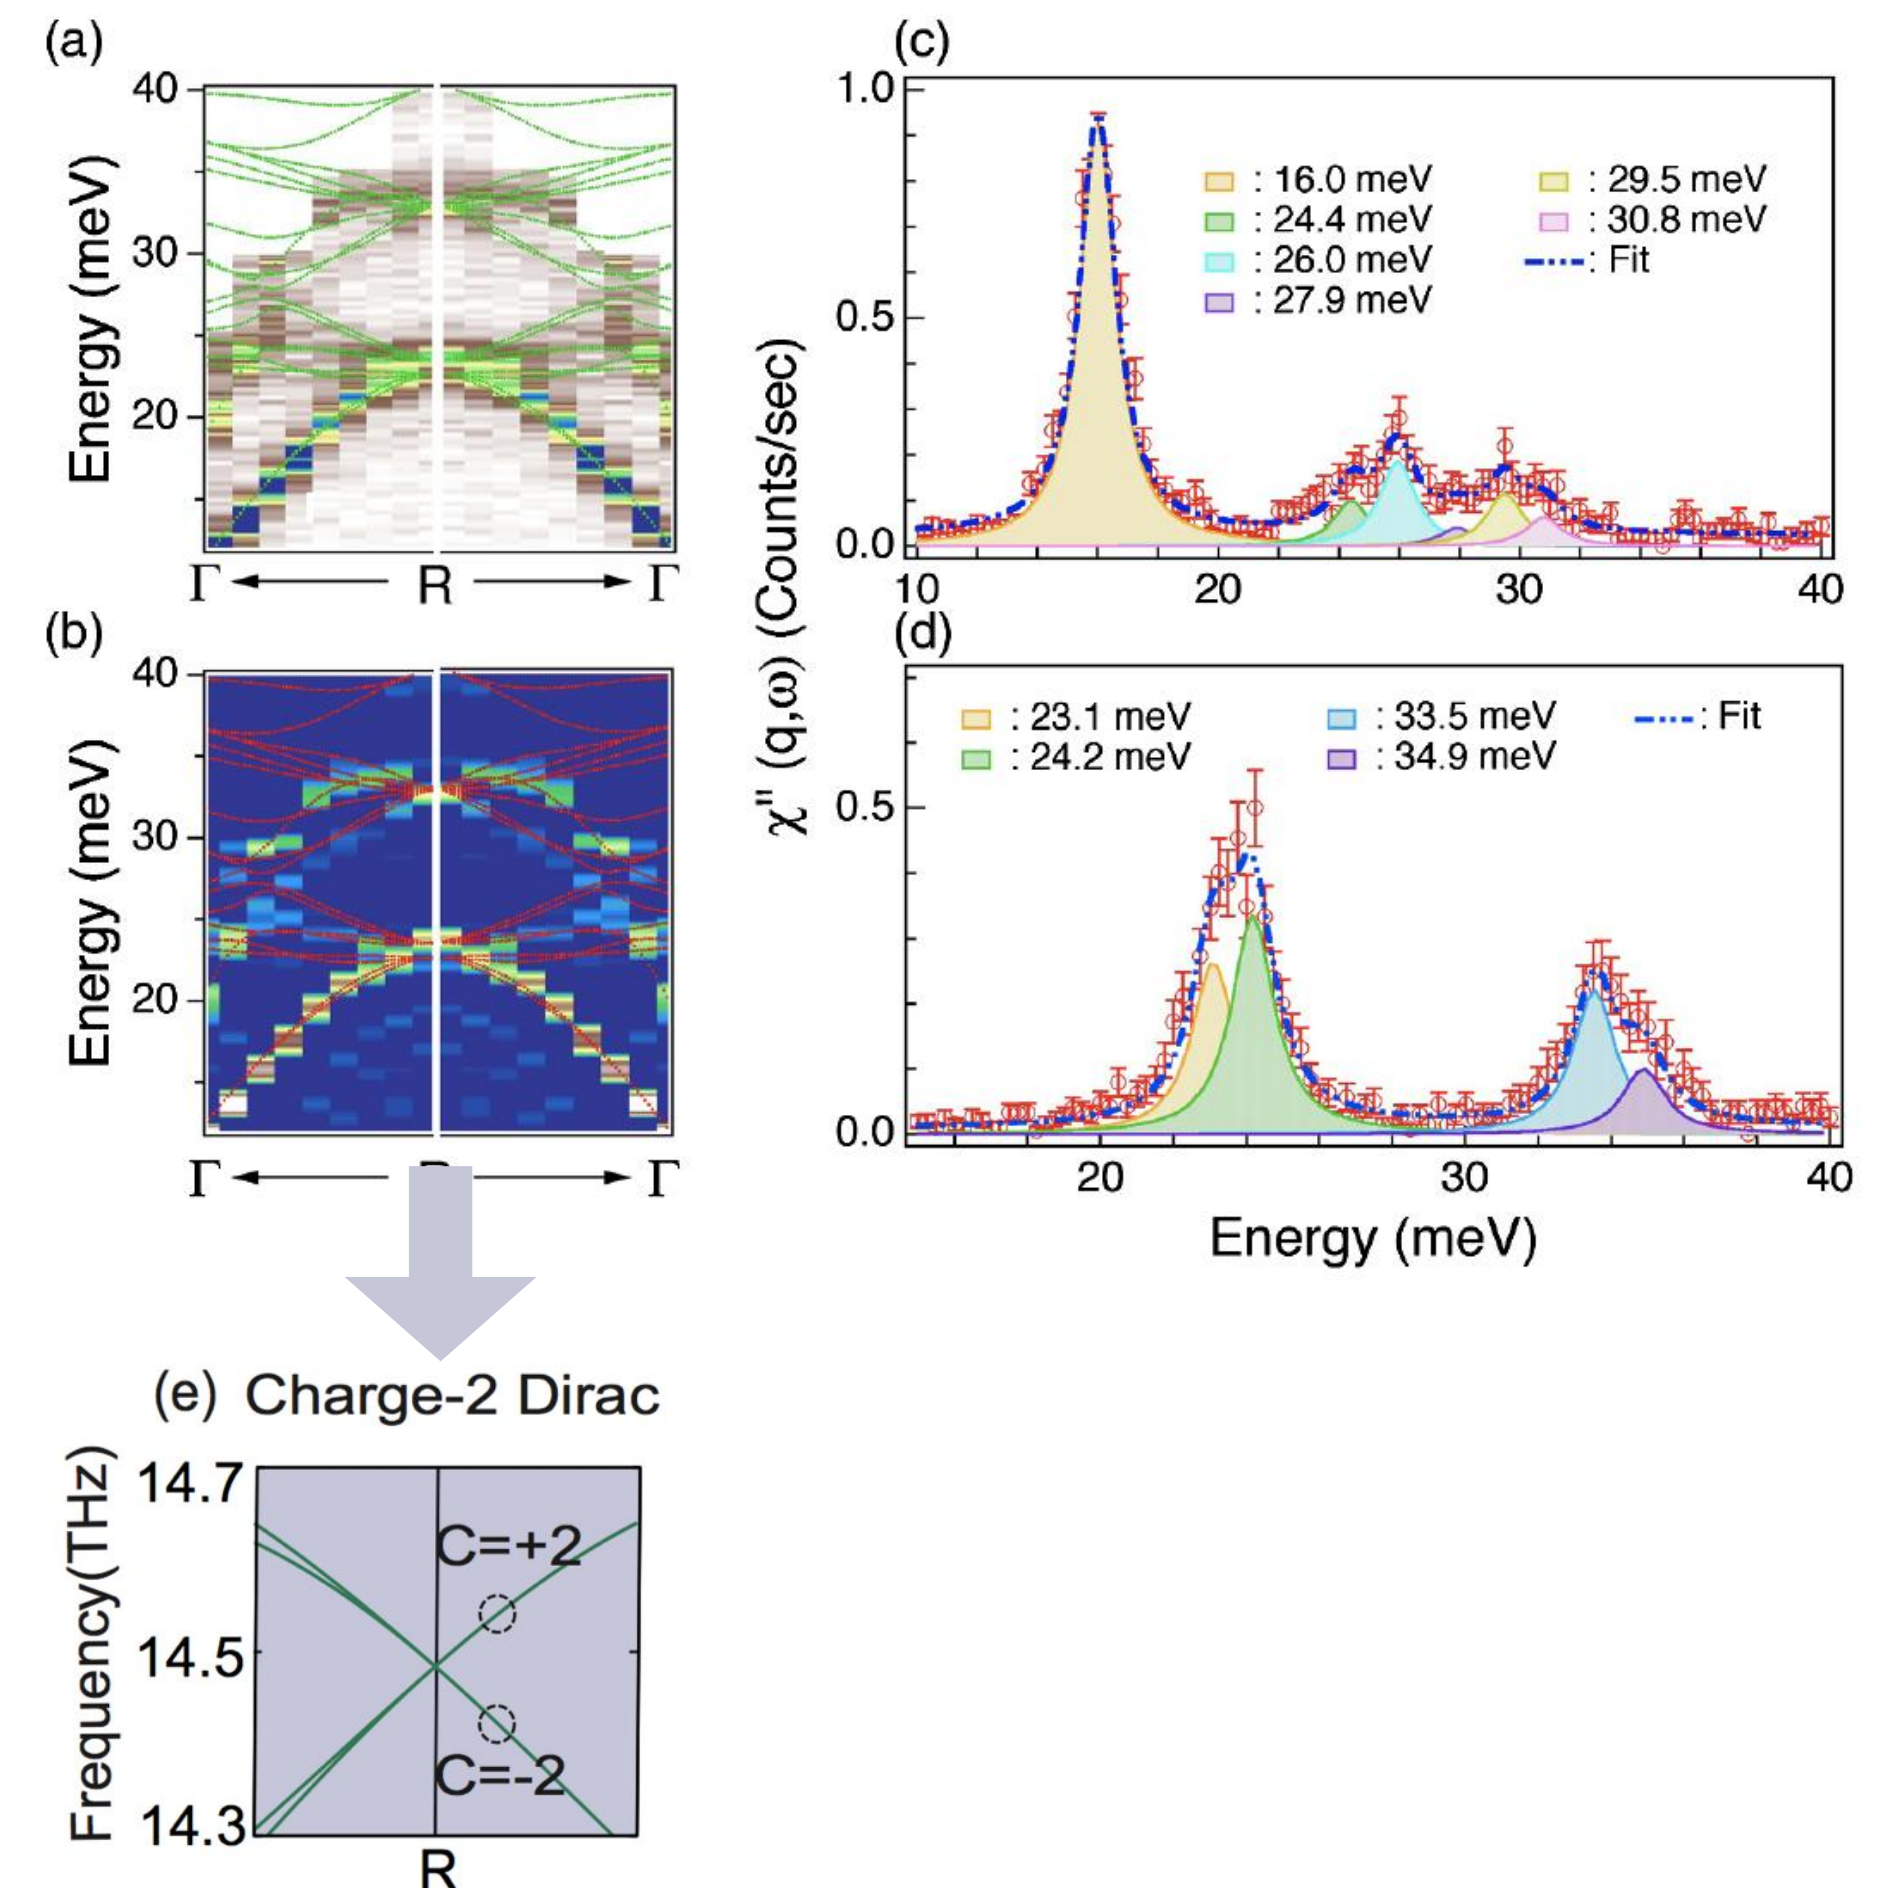 (a)
40
30
20
Energy (meV)
Γ R Γ
(b)
40
30
20
Energy (meV)
Γ Γ
(c)
1.0
0.5
0.0
: 16.0 meV
: 24.4 meV
: 26.0 meV
: 27.9 meV
: 29.5 meV
: 30.8 meV
: Fit
10 20 30 40
χ'' (q,ω) (Counts/sec)
(d)
: 23.1 meV
: 24.2 meV
: 33.5 meV
: 34.9 meV
: Fit
0.5
0.0
20 30 40
Energy (meV)
(e) Charge-2 Dirac
Frequency(THz)
14.7
14.5
14.3
C=+2
C=-2
R